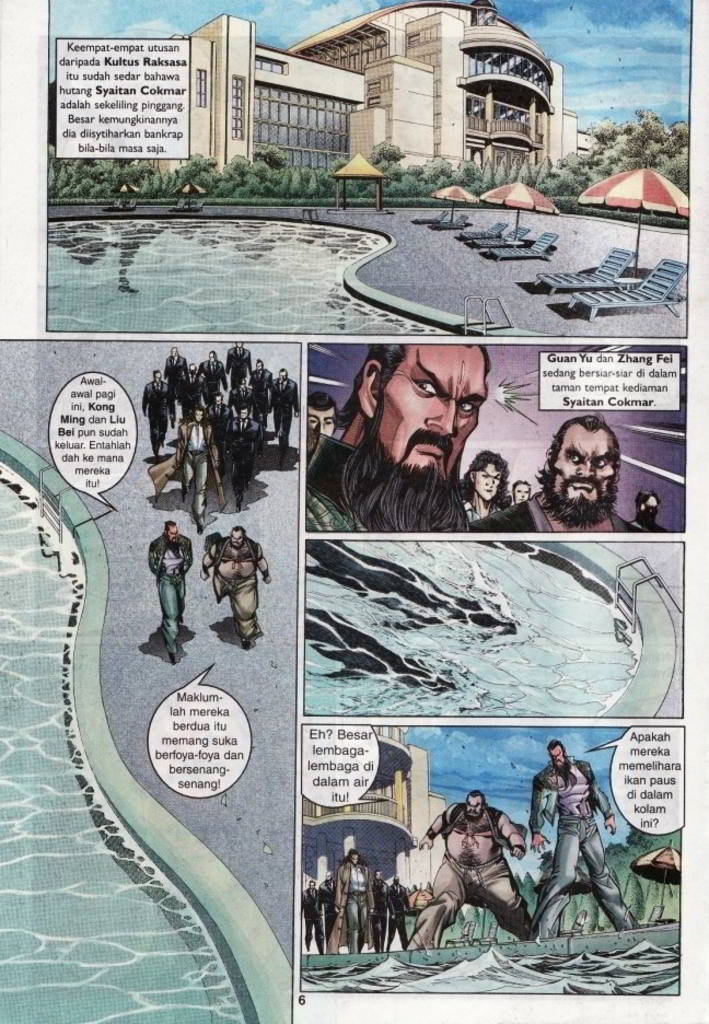 Keempat-empat utusan
daripada Kultus Raksasa
itu sudah sedar bahawa
hutang Syaitan Cokmar
adalah sekeliling pinggang.
Besar kemungkinannya
dia diisytiharkan bankrap
bila-bila masa saja.
Awal-
awal pagi
ini, Kong
Ming dan Liu
Bei pun sudah
keluar. Entahlah
dah ke mana
mereka
itu!
Maklum-
lah mereka
berdua itu
memang suka
berfoya-foya dan
bersenang-
senang!
Guan Yu dan Zhang Fei
sedang bersiar-siar di dalam
taman tempat kediaman
Syaitan Cokmar.
Eh? Besar
lembaga-
lembaga di
dalam air
itu!
Apakah
mereka
memelihara
ikan paus
di dalam
kolam
ini?
6